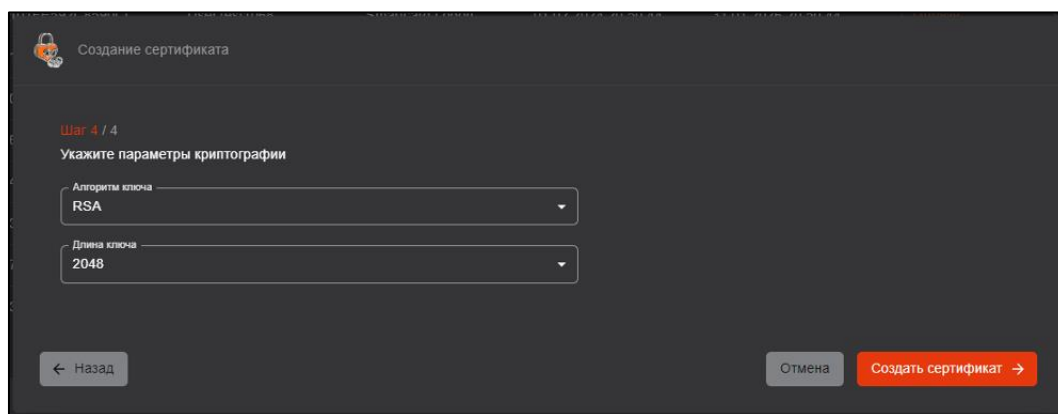 Создание сертификата
Шаг 4 / 4
Укажите параметры криптографии
Алгоритм ключа
RSA
Длина ключа
2048
Назад
Отмена
Создать сертификат